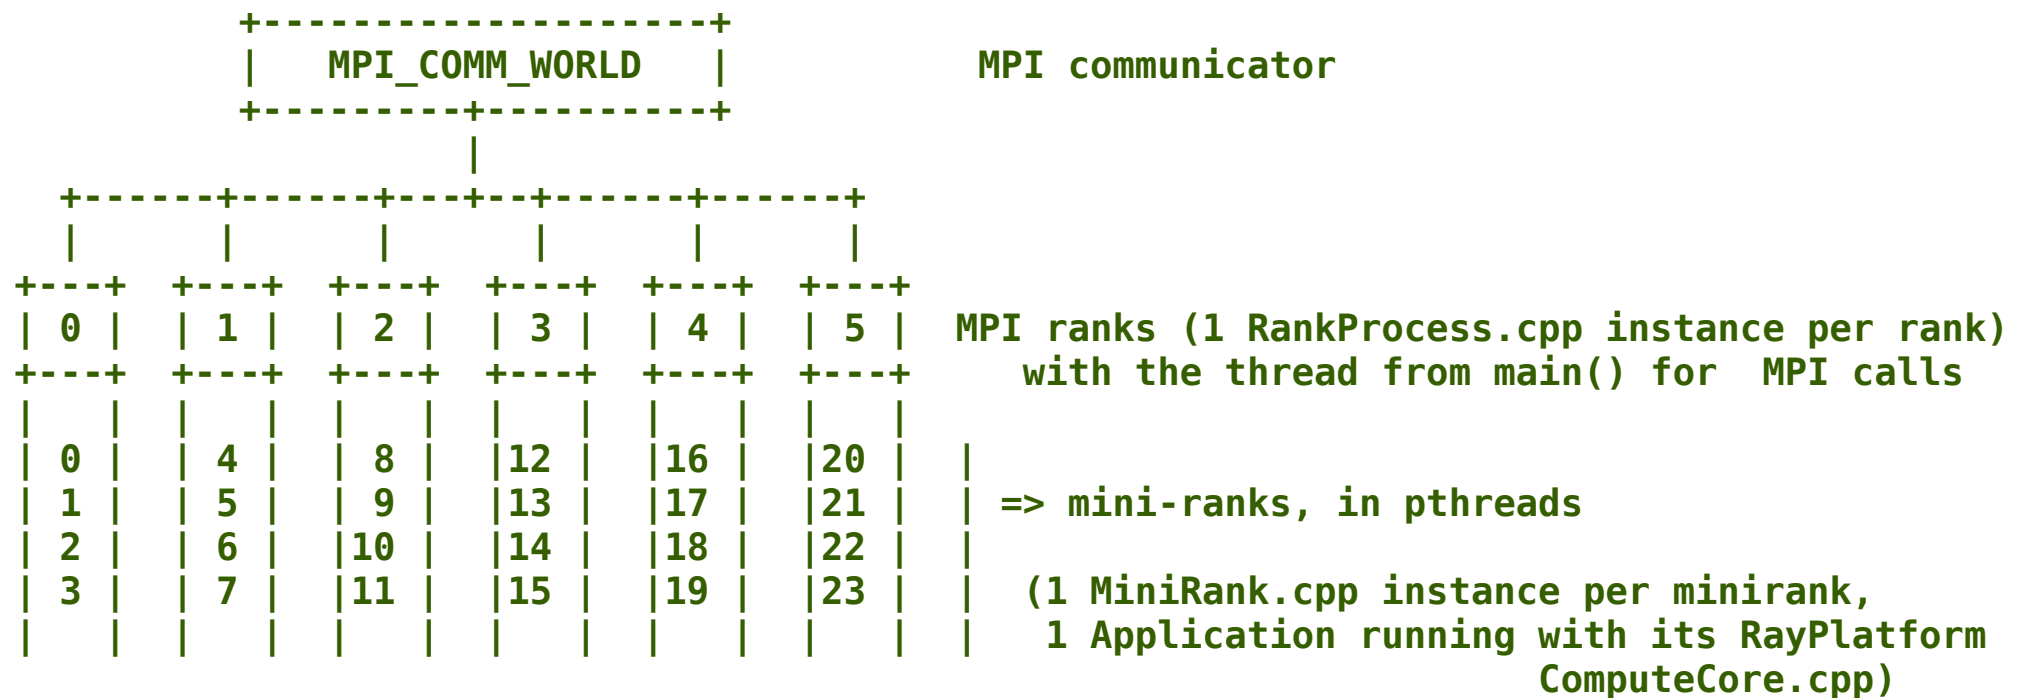 +--------------------+
|   MPI_COMM_WORLD   |           MPI communicator
+---------+----------+
|
+------+------+---+--+------+------+
|      |      |      |      |      |
+---+  +---+  +---+  +---+  +---+  +---+
| 0 |  | 1 |  | 2 |  | 3 |  | 4 |  | 5 |  MPI ranks (1 RankProcess.cpp instance per rank)
+---+  +---+  +---+  +---+  +---+  +---+     with the thread from main() for  MPI calls
|   |  |   |  |   |  |   |  |   |  |   |
| 0 |  | 4 |  | 8 |  |12 |  |16 |  |20 |  |
| 1 |  | 5 |  | 9 |  |13 |  |17 |  |21 |  | => mini-ranks, in pthreads
| 2 |  | 6 |  |10 |  |14 |  |18 |  |22 |  |
| 3 |  | 7 |  |11 |  |15 |  |19 |  |23 |  |  (1 MiniRank.cpp instance per minirank,
|   |  |   |  |   |  |   |  |   |  |   |  |   1 Application running with its RayPlatform
ComputeCore.cpp)